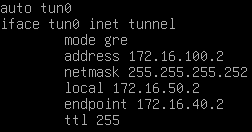 auto tun0
iface tun0 inet tunnel
mode gre
address 172.16.100.2
netmask 255.255.255.252
local 172.16.50.2
endpoint 172.16.40.2
ttl 255